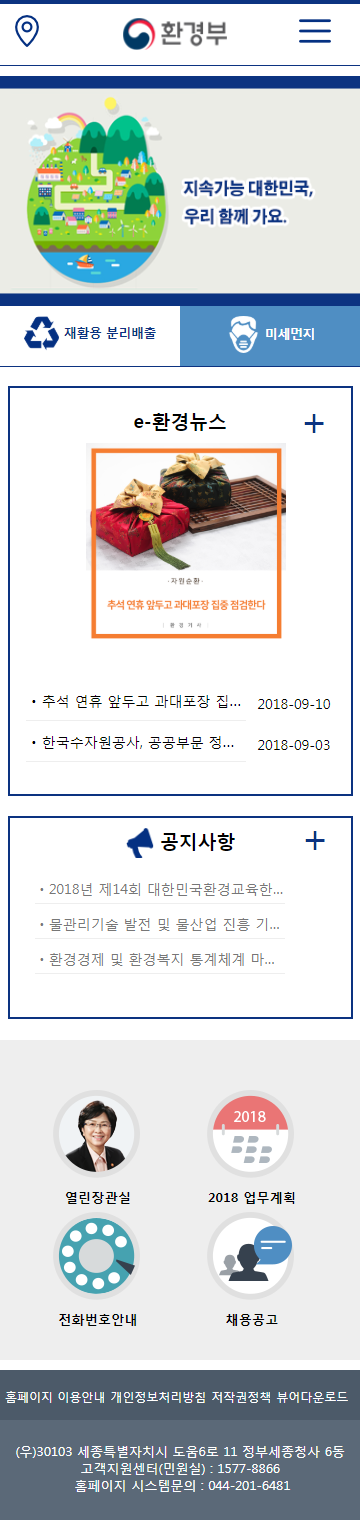 환경부
지속가능 대한민국,
우리 함께 가요.
재활용 분리배출
미세먼지
e-환경뉴스
·자원순환·
추석 연휴 앞두고 과대포장 집중 점검한다
| 환경기사 |
• 추석 연휴 앞두고 과대포장 집... 2018-09-10
• 한국수자원공사, 공공부문 정... 2018-09-03
공지사항
• 2018년 제14회 대한민국환경교육한...
• 물관리기술 발전 및 물산업 진흥 기...
• 환경경제 및 환경복지 통계체계 마...
2018
열린장관실
2018 업무계획
전화번호안내
채용공고
홈페이지 이용안내 개인정보처리방침 저작권정책 뷰어다운로드
(우)30103 세종특별자치시 도움6로 11 정부세종청사 6동
고객지원센터(민원실) : 1577-8866
홈페이지 시스템문의 : 044-201-6481